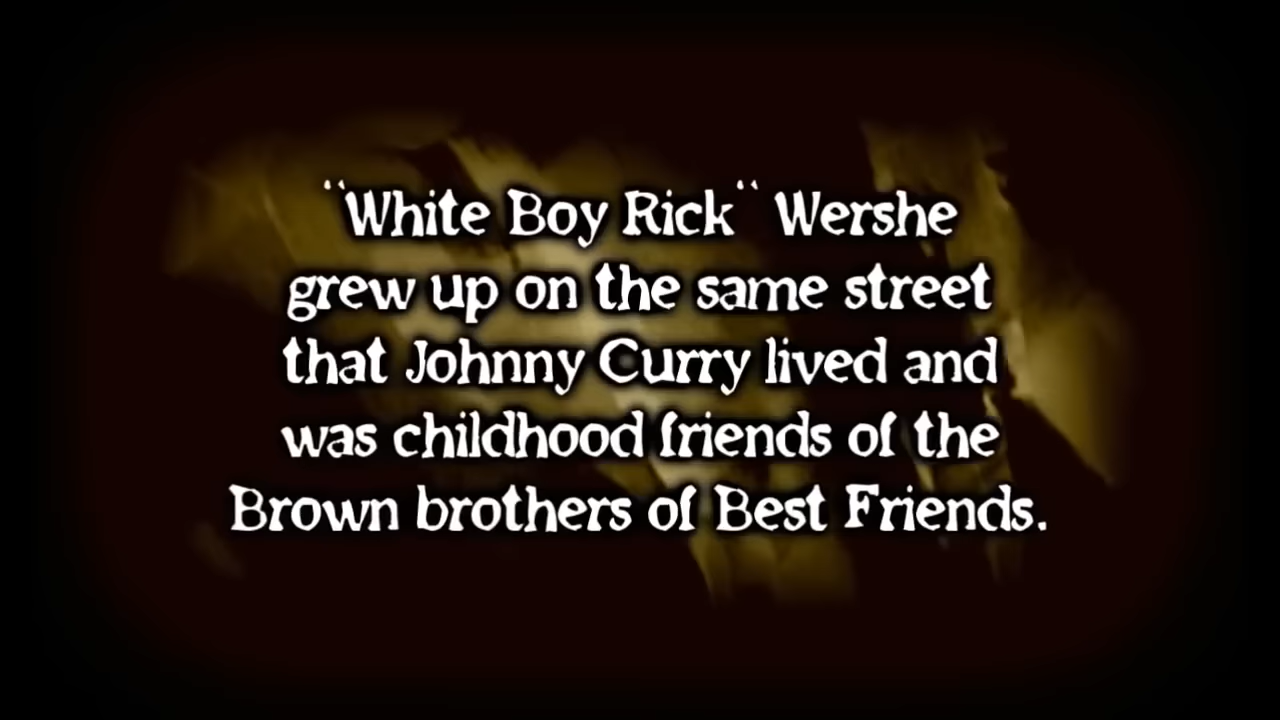 "White Boy Rick" Wershe
grew up on the same street
that Johnny Curry lived and
was childhood friends of the
Brown brothers of Best Friends.